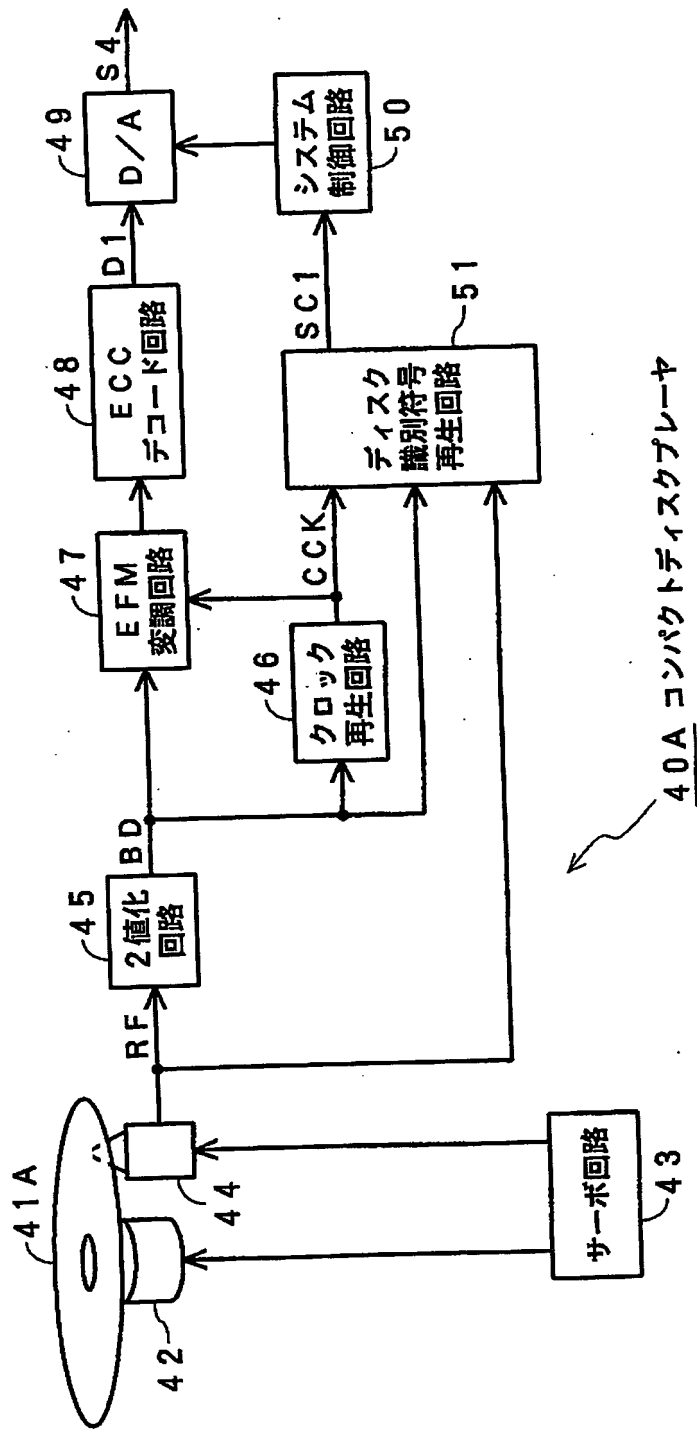 41A
42
43
サーボ回路
44
RF
45
2値化
回路
BD
46
クロック
再生回路
CCK
47
EFM
変調回路
48
ECC
デコード回路
D1
49
D/A
S4
システム
制御回路
50
SC1
51
ディスク
識別符号
再生回路
40A コンパクトディスクプレーヤ